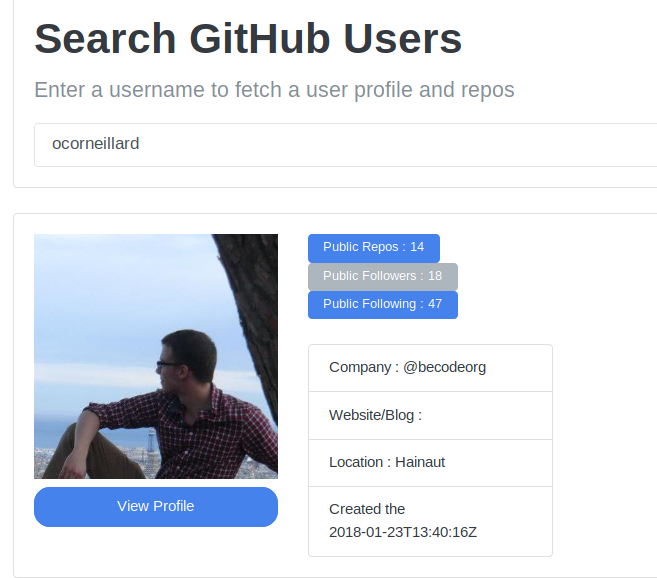 Search GitHub Users
Enter a username to fetch a user profile and repos
ocorneillard
Public Repos : 14
Public Followers : 18
Public Following : 47
Company : @becodeorg
Website/Blog :
Location : Hainaut
Created the
2018-01-23T13:40:16Z
View Profile